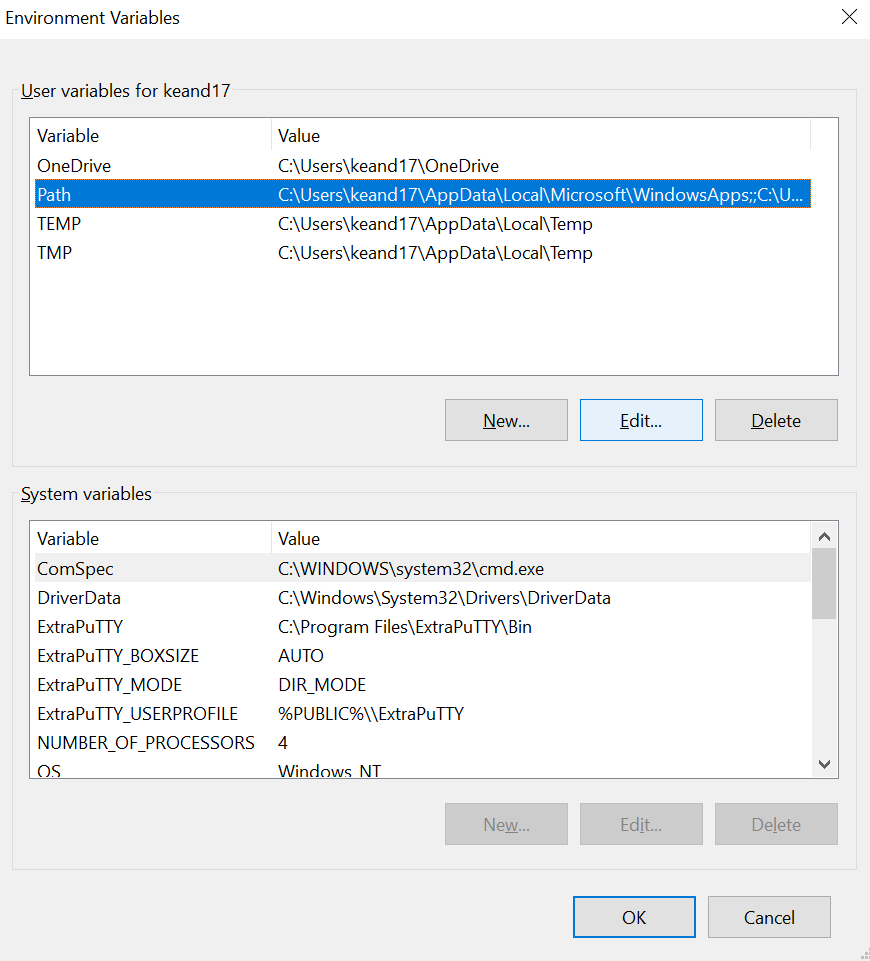 Environment Variables
User variables for keand17
Variable Value
OneDrive C:\Users\keand17\OneDrive
Path C:\Users\keand17\AppData\Local\Microsoft\WindowsApps;;C:\U...
TEMP C:\Users\keand17\AppData\Local\Temp
TMP C:\Users\keand17\AppData\Local\Temp
New... Edit... Delete
System variables
Variable Value
ComSpec C:\WINDOWS\system32\cmd.exe
DriverData C:\Windows\System32\Drivers\DriverData
ExtraPuTTY C:\Program Files\ExtraPuTTY\Bin
ExtraPuTTY_BOXSIZE AUTO
ExtraPuTTY_MODE DIR_MODE
ExtraPuTTY_USERPROFILE %PUBLIC%\\ExtraPuTTY
NUMBER_OF_PROCESSORS 4
OS Windows_NT
New... Edit... Delete
OK Cancel